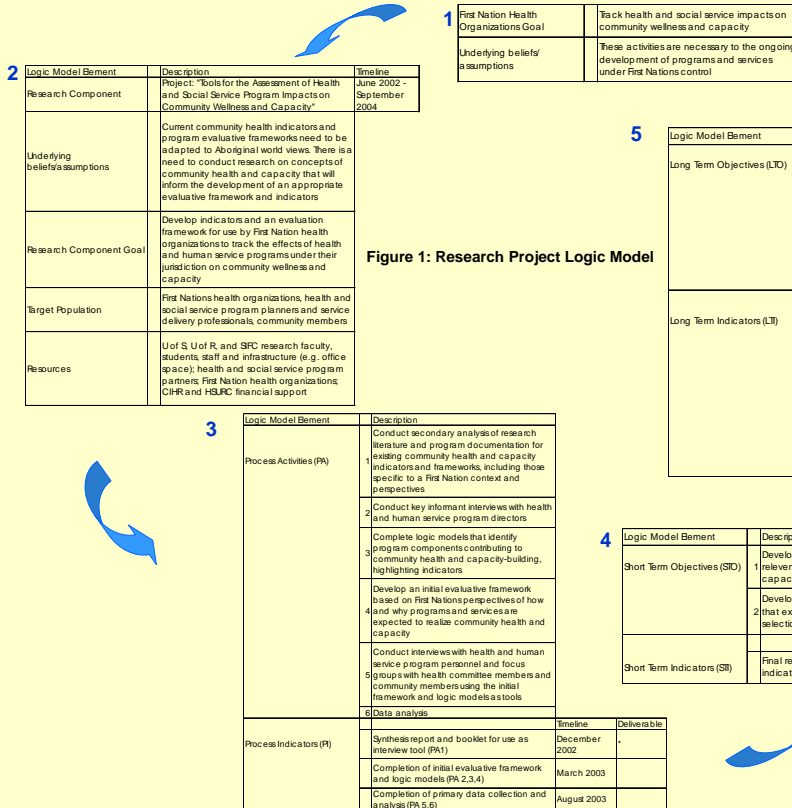 1
First Nation Health
Organizations Goal
Track health and social service impacts on
community wellness and capacity
Underlying beliefs/
assumptions
These activities are necessary to the ongoing
development of programs and services
under First Nations control
2
Logic Model Element
Description
Timeline
Research Component
Project: "Tools for the Assessment of Health
and Social Service Program Impacts on
Community Wellness and Capacity"
June 2002 -
September
2004
Underlying
beliefs/assumptions
Current community health indicators and
program evaluative frameworks need to be
adapted to Aboriginal world views. There is a
need to conduct research on concepts of
community health and capacity that will
inform the development of an appropriate
evaluative framework and indicators
Research Component Goal
Develop indicators and an evaluation
framework for use by First Nation health
organizations to track the effects of health
and human service programs under their
jurisdiction on community wellness and
capacity
Target Population
First Nations health organizations, health and
social service program planners and service
delivery professionals, community members
Resources
U of S, U of R, and SIFC research faculty,
students, staff and infrastructure (e.g. office
space); health and social service program
partners; First Nation health organizations;
CIHR and HSURC financial support
Figure 1: Research Project Logic Model
5
Logic Model Element
Long Term Objectives (LTO)
Long Term Indicators (LTI)
3
Logic Model Element
Description
Process Activities (PA)
1
Conduct secondary analysis of research
literature and program documentation for
existing community health and capacity
indicators and frameworks, including those
specific to a First Nation context and
perspectives
2
Conduct key informant interviews with health
and human service program directors
3
Complete logic models that identify
program components contributing to
community health and capacity-building,
highlighting indicators
4
Develop an initial evaluative framework
based on First Nations perspectives of how
and why programs and services are
expected to realize community health and
capacity
5
Conduct interviews with health and human
service program personnel and focus
groups with health committee members and
community members using the initial
framework and logic models as tools
6 Data analysis
Timeline
Deliverable
Process Indicators (PI)
Synthesis report and booklet for use as
interview tool (PA1)
December
2002
*
Completion of initial evaluative framework
and logic models (PA 2,3,4)
March 2003
Completion of primary data collection and
analysis (PA 5,6)
August 2003
4
Logic Model Element
Descrip
Short Term Objectives (STO)
1
Develo
releven
capac
2
Develo
that ex
selectio
Short Term Indicators (STI)
Final re
indicat